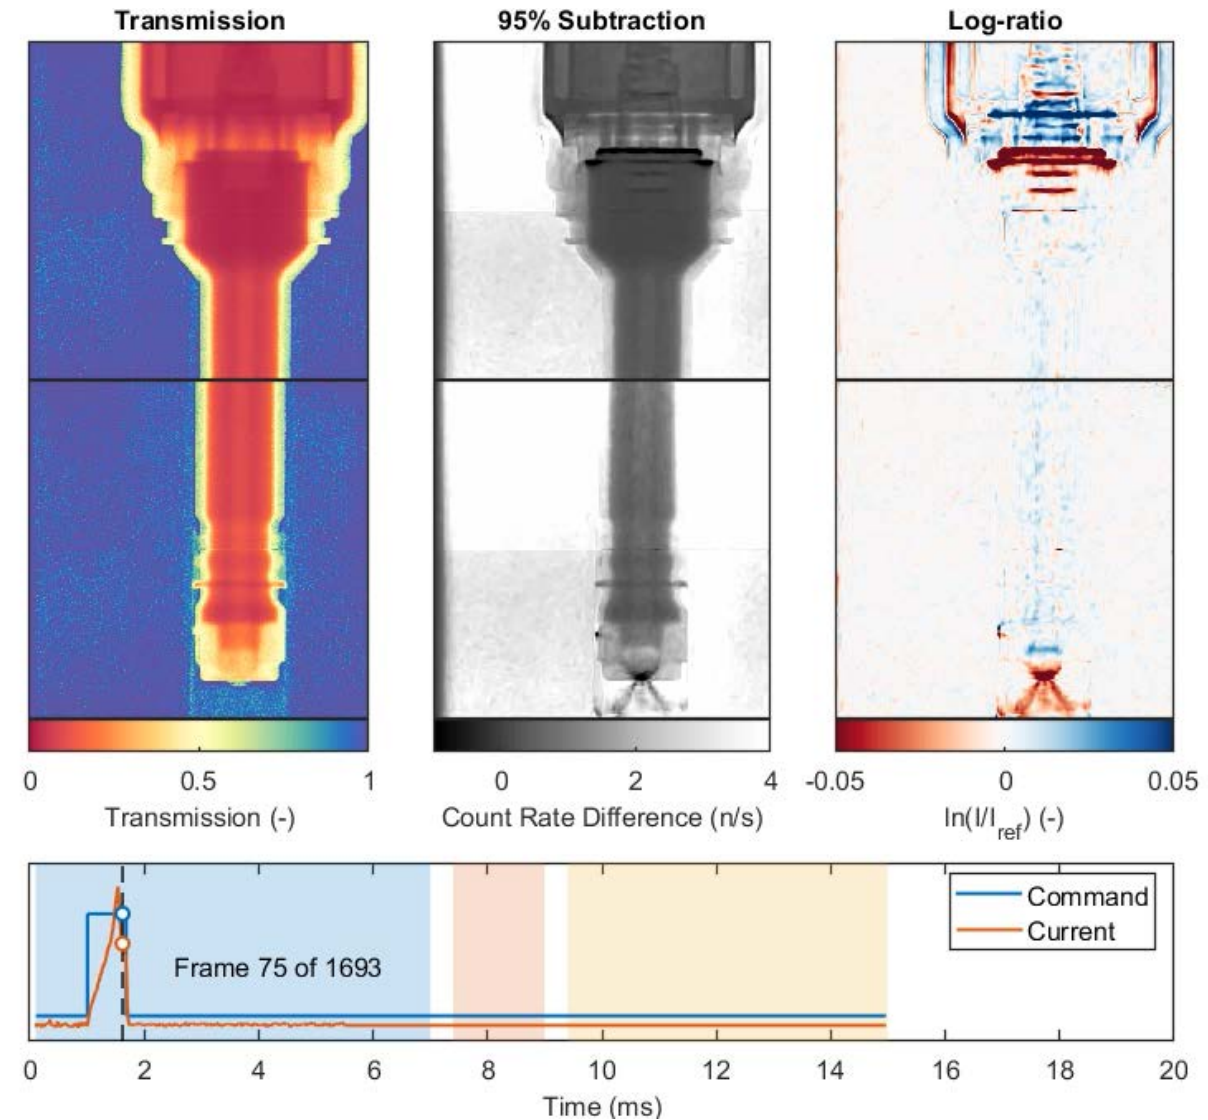 Transmission
95% Subtraction
Log-ratio
0 0.5 1
0 2 4
-0.05 0 0.05
Transmission (-)
Count Rate Difference (n/s)
ln(I/I_ref) (-)
Command
Current
Frame 75 of 1693
0 2 4 6 8 10 12 14 16 18 20
Time (ms)